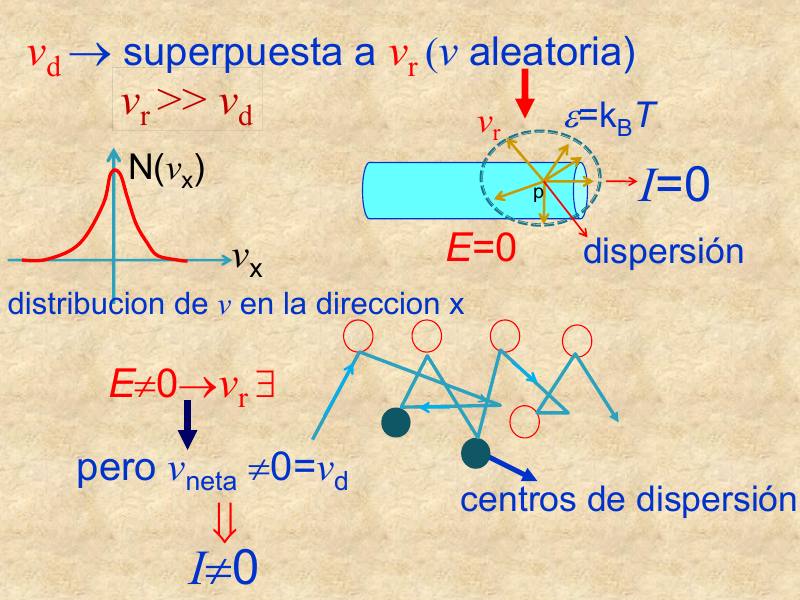 vd → superpuesta a vr (v aleatoria)
vr >> vd
N(vx)
vx
distribucion de v en la direccion x
vr
ε=kBT
p
I=0
E=0
dispersión
E≠0→vr ∃
pero vneta ≠0=vd
⇓
I≠0
centros de dispersión